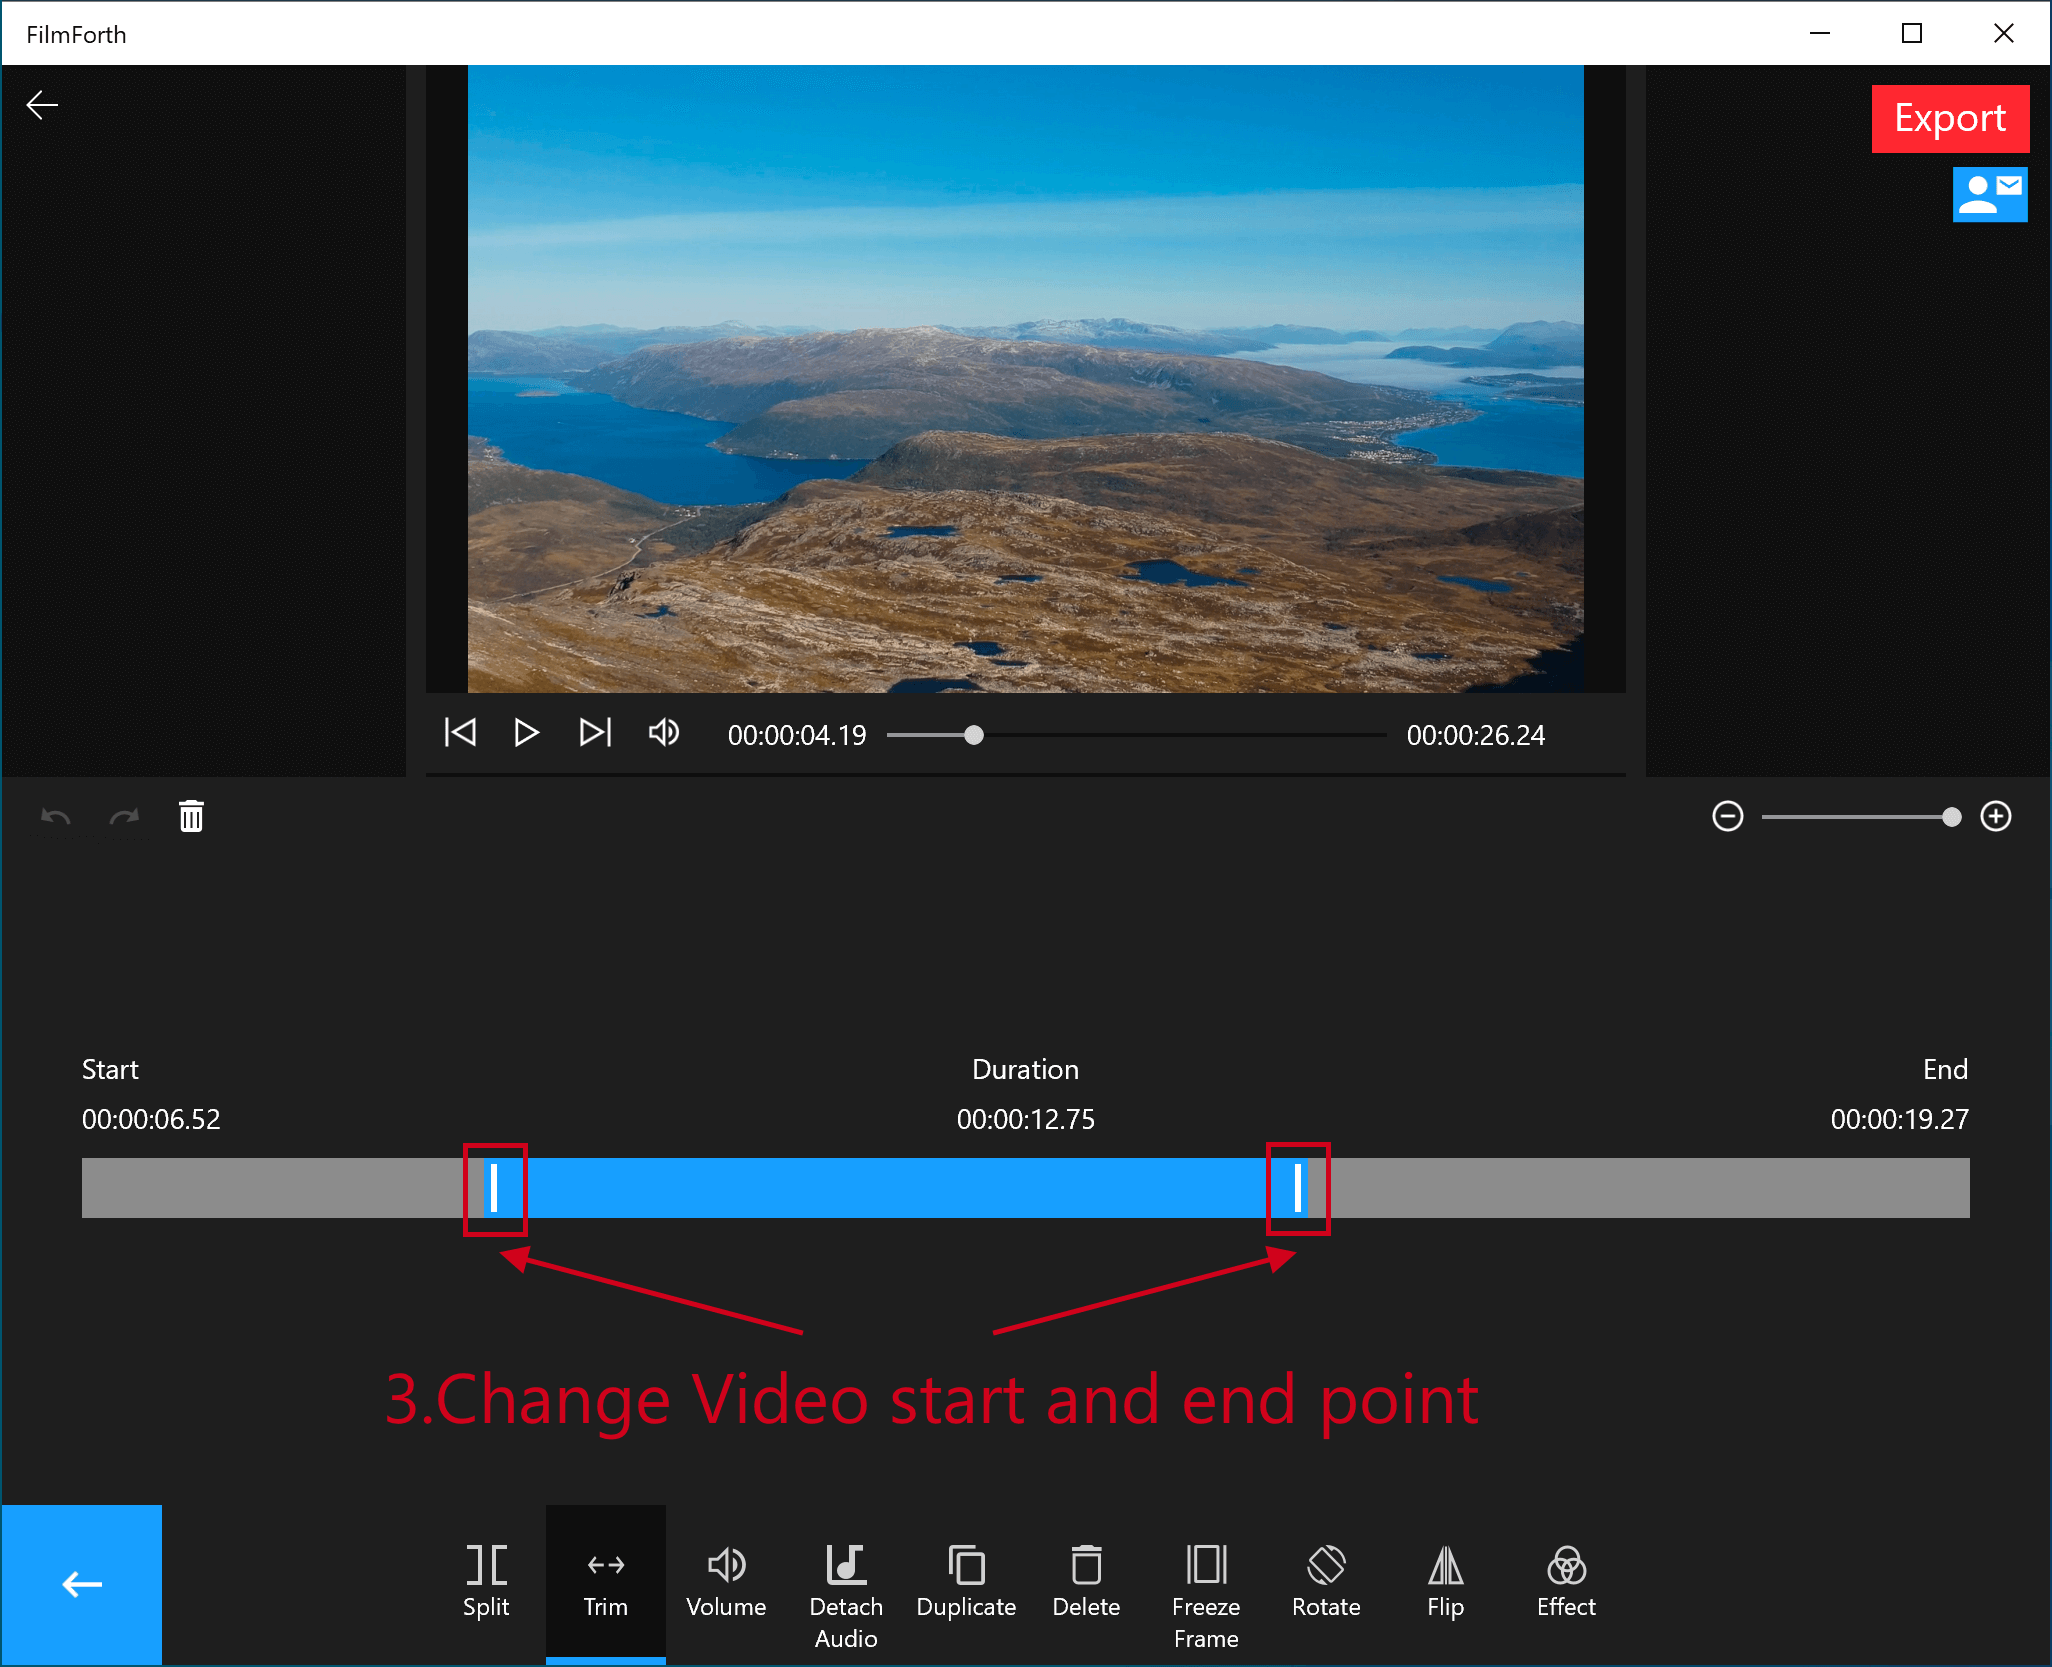 FilmForth
Export
00:00:04.19 00:00:26.24
Start Duration End
00:00:06.52 00:00:12.75 00:00:19.27
3.Change Video start and end point
Split Trim Volume Detach Audio Duplicate Delete Freeze Frame Rotate Flip Effect